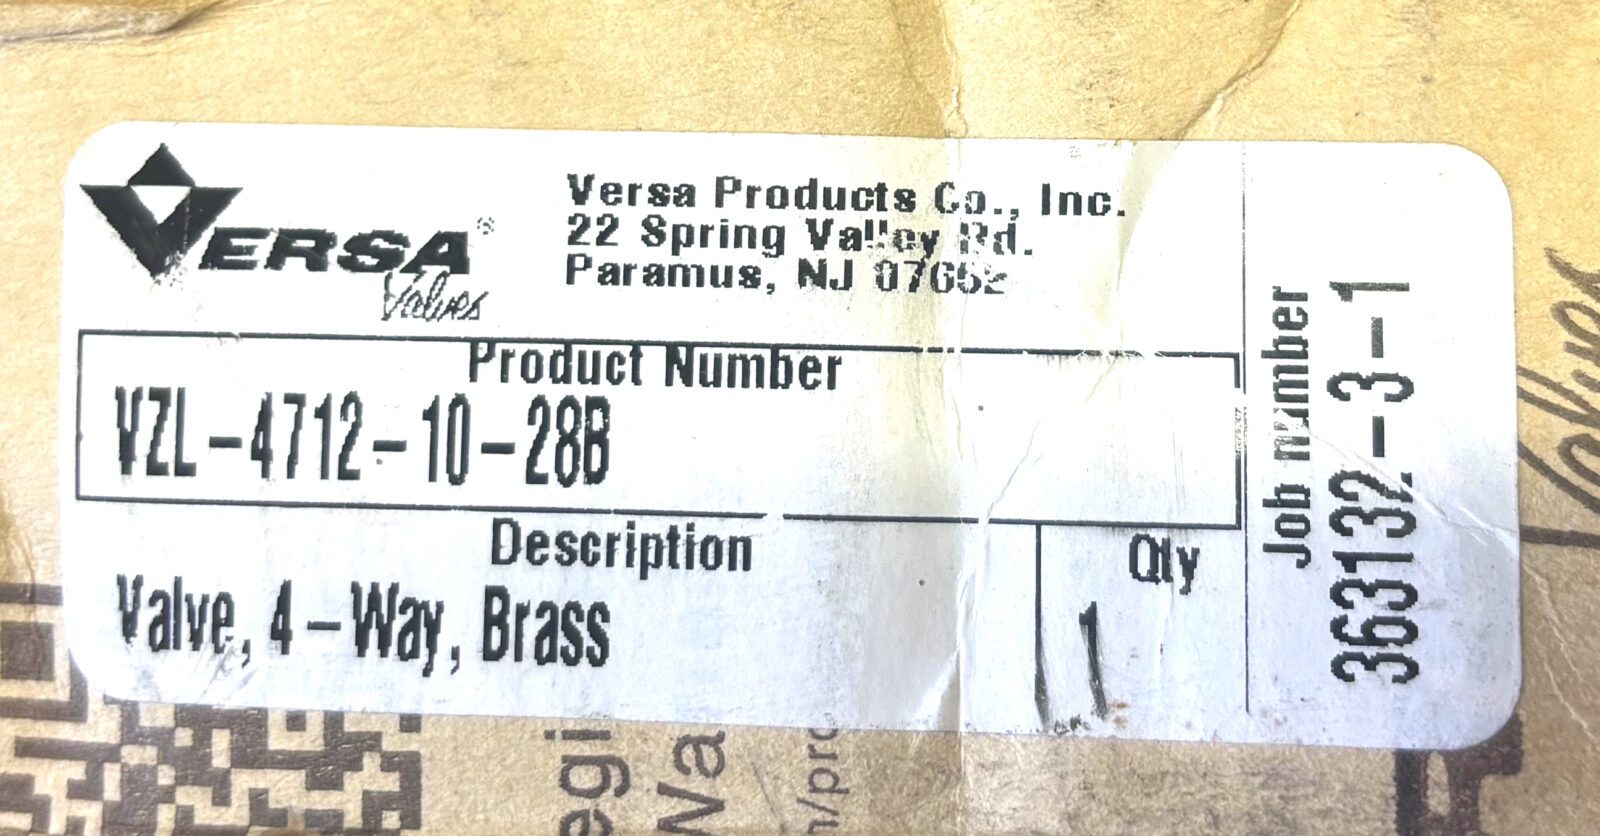 VERSA®
Valves
Versa Products Co., Inc.
22 Spring Valley Rd.
Paramus, NJ 07652
Product Number
VZL-4712-10-28B
Description
Valve, 4-Way, Brass
Qty
1
Job number
363132-3-1